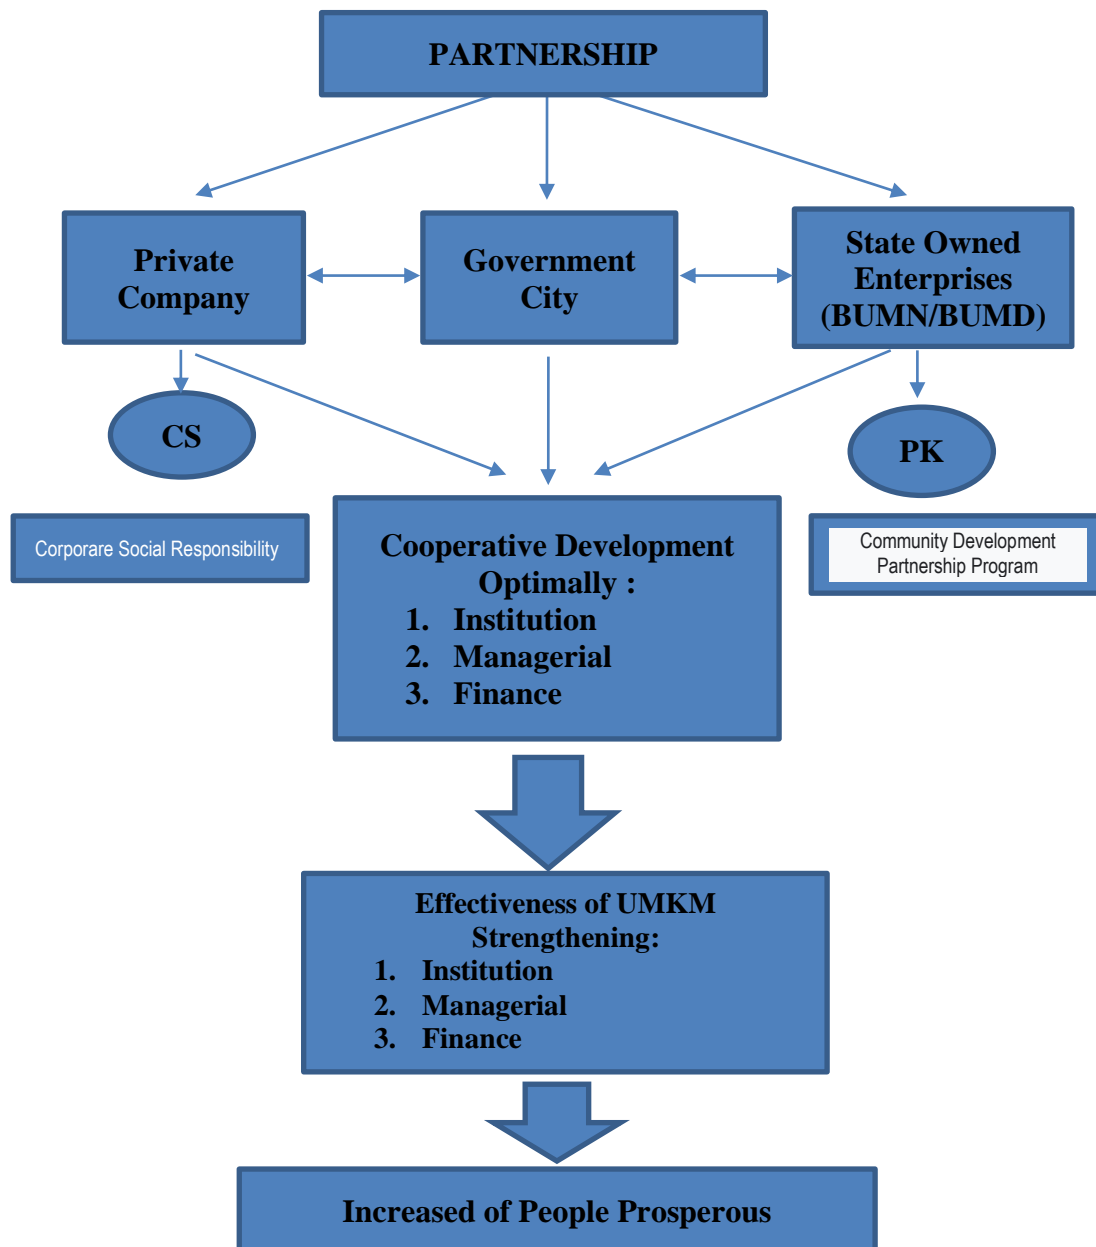 PARTNERSHIP
Private
Company
Government
City
State Owned
Enterprises
(BUMN/BUMD)
CS
PK
Corporare Social Responsibility
Community Development
Partnership Program
Cooperative Development
Optimally :
1. Institution
2. Managerial
3. Finance
Effectiveness of UMKM
Strengthening:
1. Institution
2. Managerial
3. Finance
Increased of People Prosperous